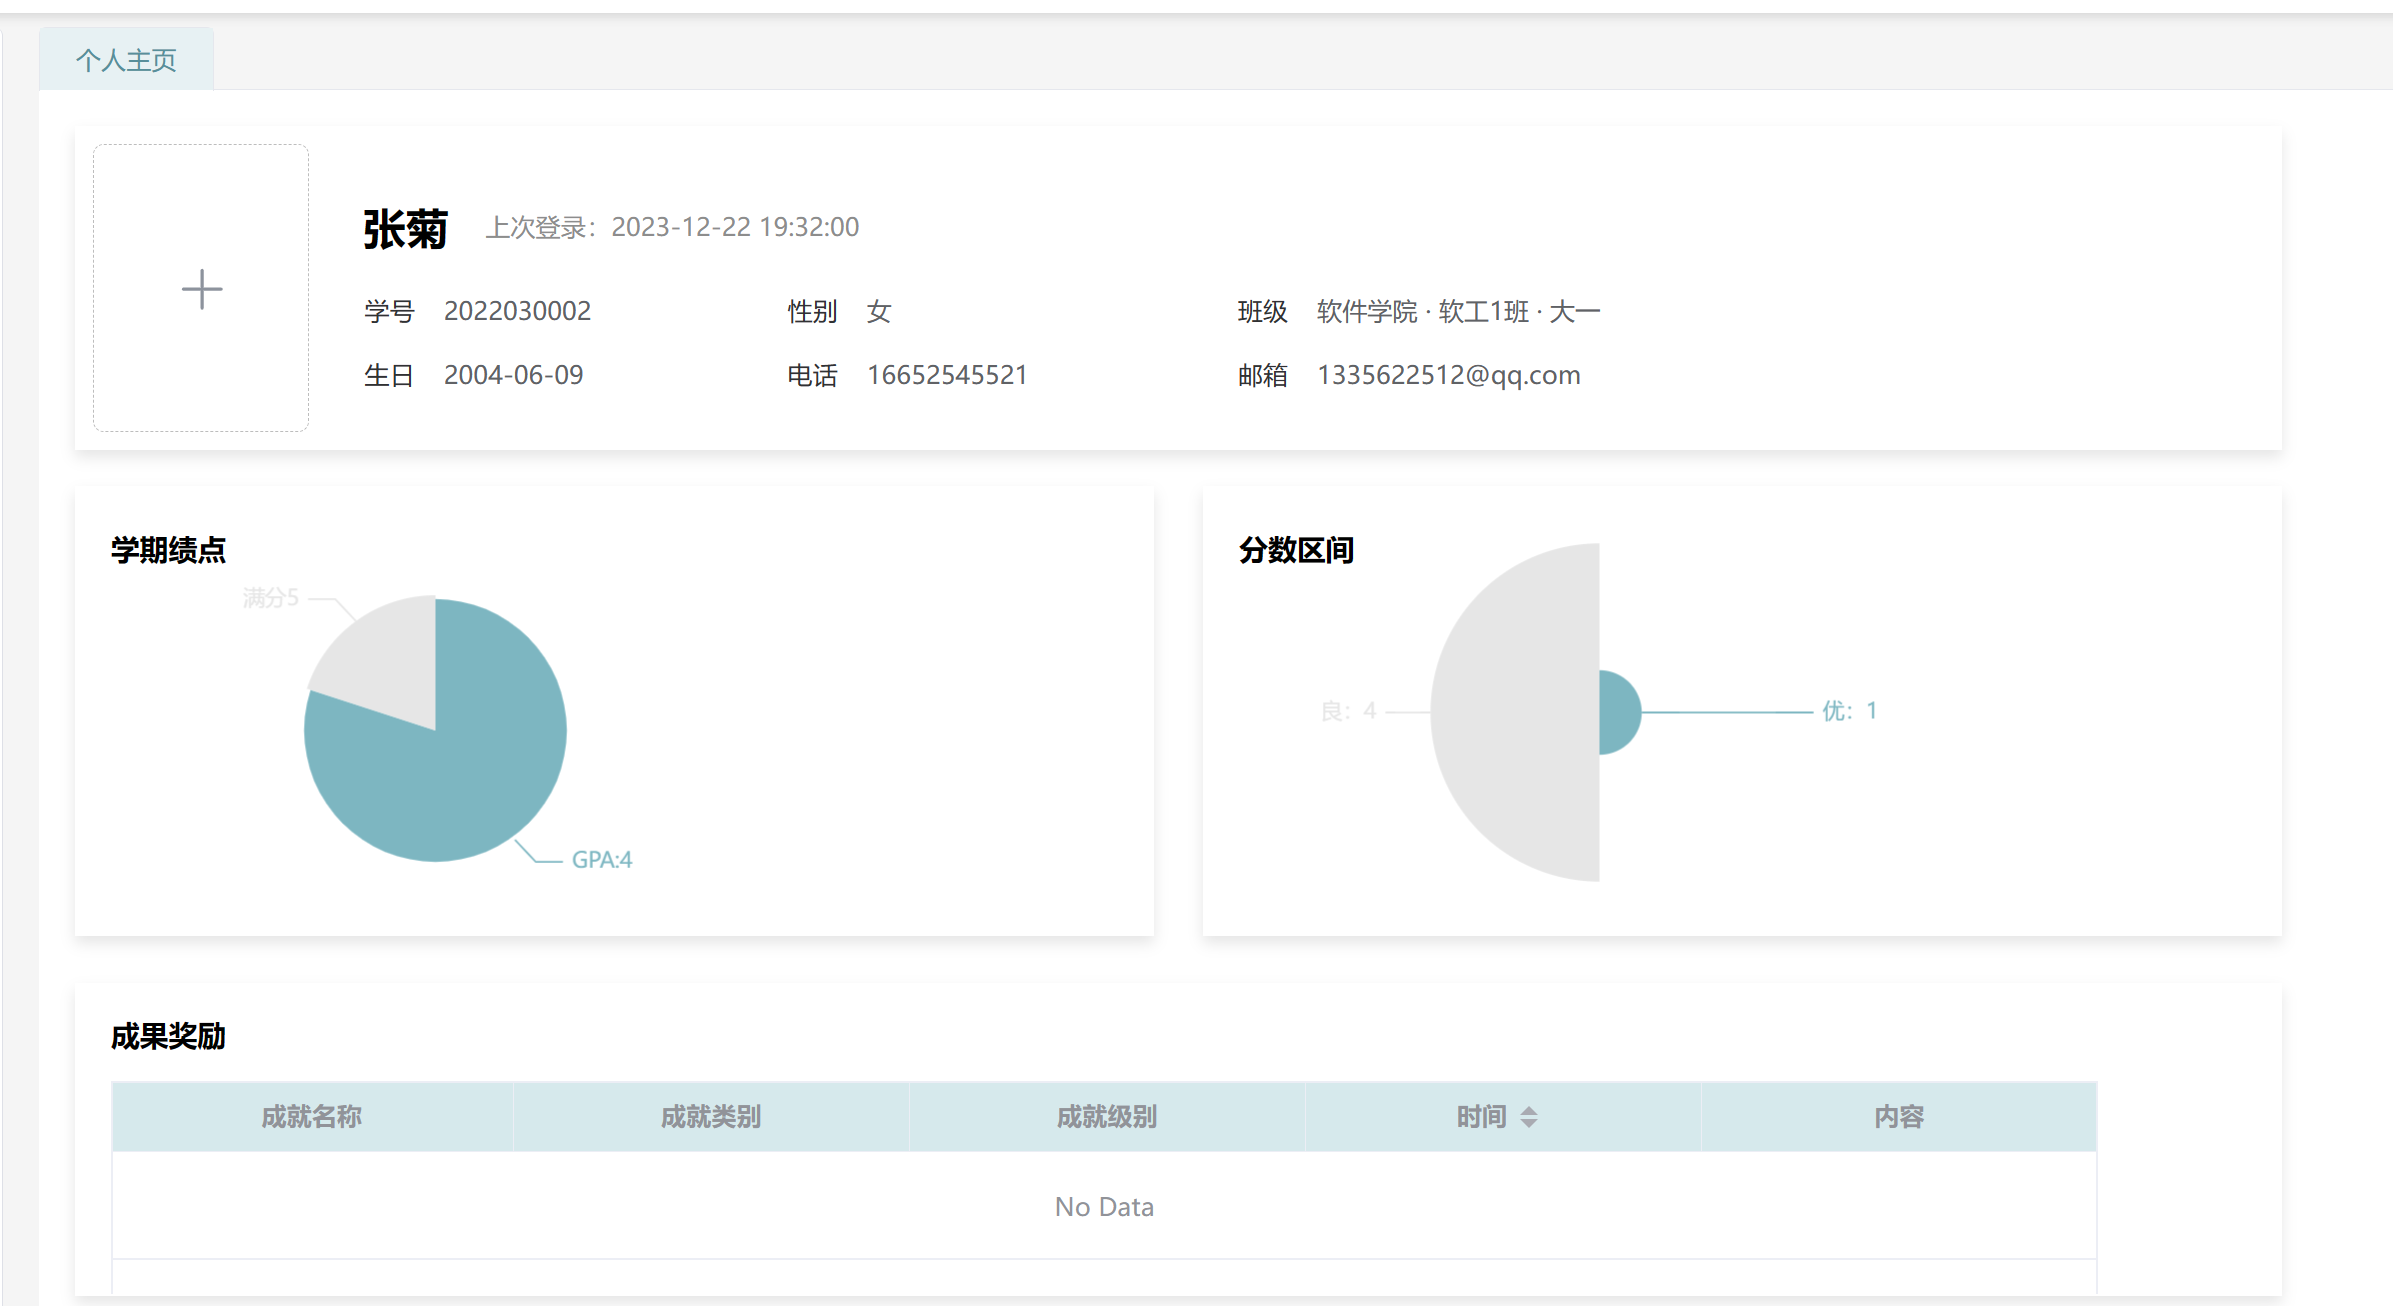 个人主页
张菊 上次登录：2023-12-22 19:32:00
学号 2022030002 性别 女 班级 软件学院 · 软工1班 · 大一
生日 2004-06-09 电话 16652545521 邮箱 1335622512@qq.com
学期绩点
满分5
GPA:4
分数区间
良：4
优：1
成果奖励
成就名称 成就类别 成就级别 时间 内容
No Data